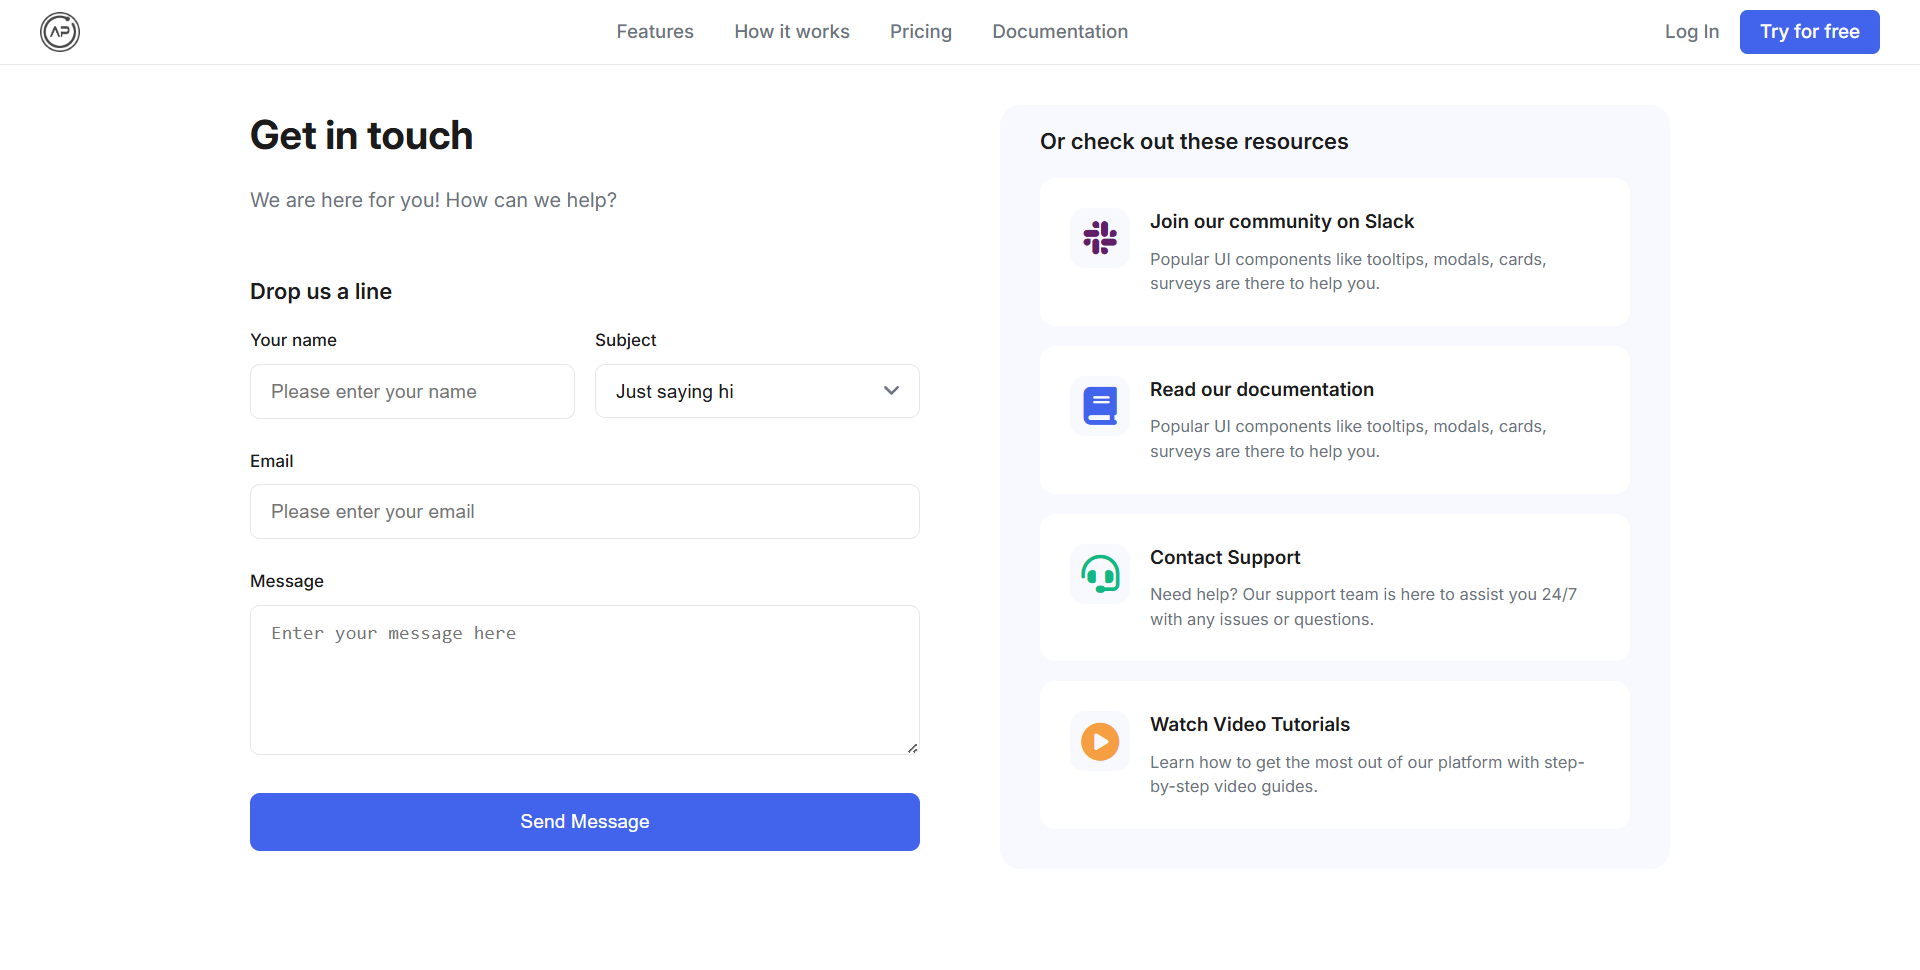 AP
Features
How it works
Pricing
Documentation
Log In
Try for free
Get in touch
We are here for you! How can we help?
Drop us a line
Your name
Subject
Please enter your name
Just saying hi
Email
Please enter your email
Message
Enter your message here
Send Message
Or check out these resources
Join our community on Slack
Popular UI components like tooltips, modals, cards,
surveys are there to help you.
Read our documentation
Popular UI components like tooltips, modals, cards,
surveys are there to help you.
Contact Support
Need help? Our support team is here to assist you 24/7
with any issues or questions.
Watch Video Tutorials
Learn how to get the most out of our platform with step-
by-step video guides.